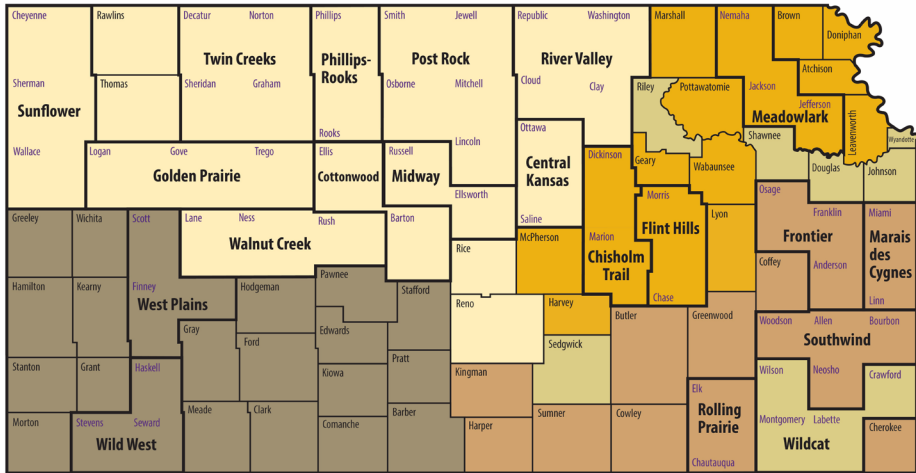 Cheyenne
Rawlins
Decatur Norton
Phillips
Smith Jewell
Republic Washington
Marshall
Nemaha
Brown
Doniphan
Twin Creeks
Phillips-
Rooks
Post Rock
River Valley
Atchison
Sherman
Thomas
Sheridan Graham
Osborne Mitchell
Cloud
Clay
Riley
Pottawatomie
Jackson
Jefferson
Sunflower
Meadowlark
Leavenworth
Rooks
Ottawa
Shawnee
Wyandotte
Wallace
Logan Gove Trego
Ellis
Russell
Lincoln
Central
Kansas
Dickinson
Geary
Wabaunsee
Douglas
Johnson
Golden Prairie
Cottonwood
Midway
Ellsworth
Morris
Osage
Greeley
Wichita
Scott
Lane Ness
Rush
Barton
Saline
Lyon
Franklin
Miami
Walnut Creek
Rice
McPherson
Marion
Flint Hills
Frontier
Marais
des
Cygnes
Chisholm
Trail
Coffey
Anderson
Hamilton
Kearny
Finney
Hodgeman
Pawnee
Stafford
Reno
Harvey
Chase
Linn
West Plains
Gray
Ford
Edwards
Butler
Greenwood
Woodson Allen Bourbon
Southwind
Sedgwick
Stanton
Grant
Haskell
Kiowa
Pratt
Kingman
Wilson
Neosho
Crawford
Elk
Rolling
Prairie
Morton
Stevens Seward
Meade
Clark
Comanche
Barber
Harper
Sumner
Cowley
Montgomery Labette
Cherokee
Wild West
Wildcat
Chautauqua